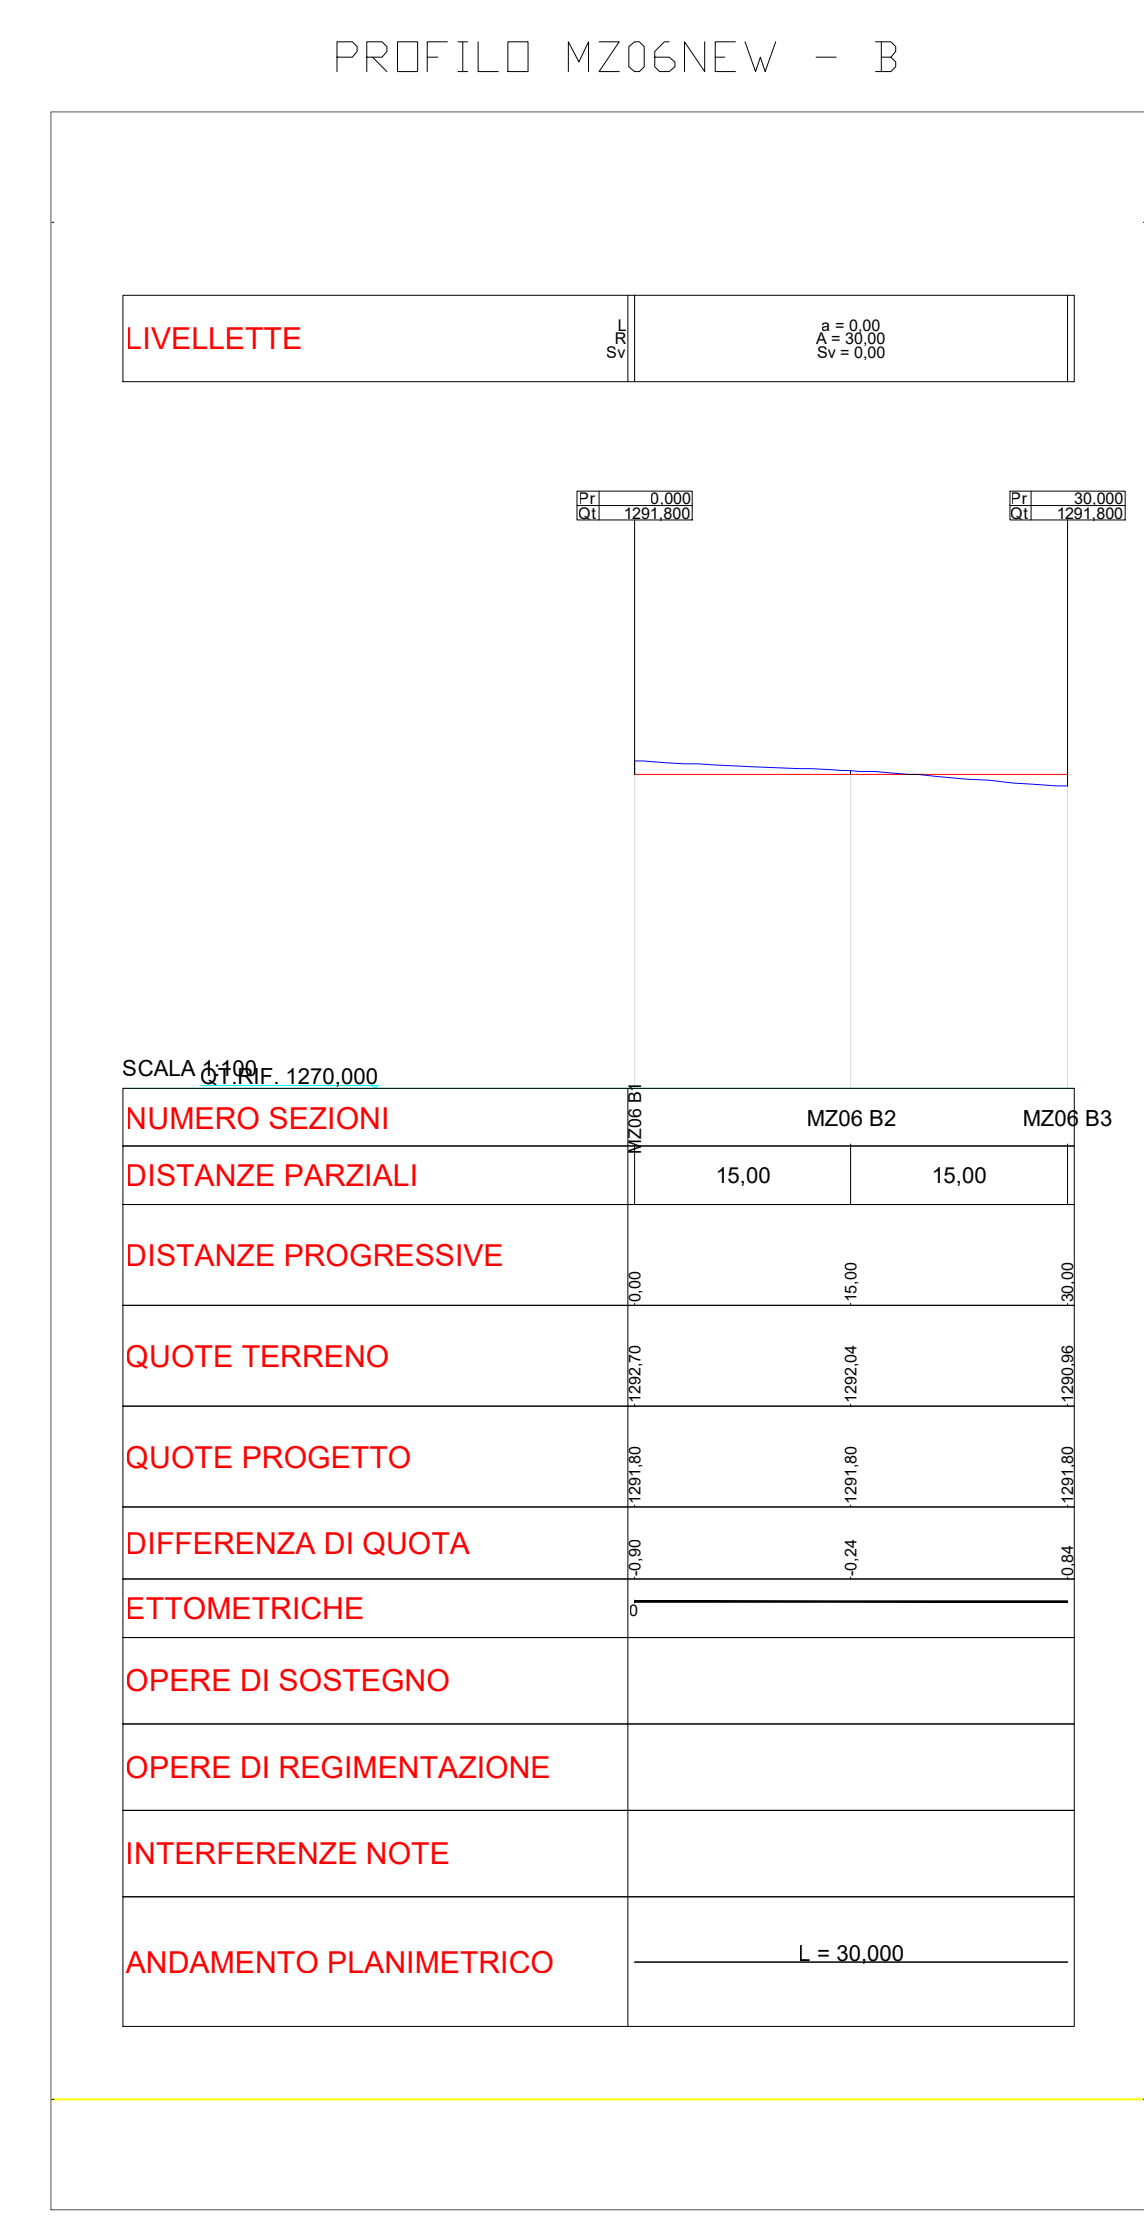 PROFILO MZ06NEW - B
LIVELLETTE
L
R
Sv
a = 0,00
A = 30,00
Sv = 0,00
Pr 0,000
Qt 1291,800
Pr 30,000
Qt 1291,800
SCALA 1:100
QT.RIF. 1270,000
NUMERO SEZIONI MZ06 B1 MZ06 B2 MZ06 B3
DISTANZE PARZIALI 15,00 15,00
DISTANZE PROGRESSIVE 0,00 15,00 30,00
QUOTE TERRENO 1292,70 1292,04 1290,96
QUOTE PROGETTO 1291,80 1291,80 1291,80
DIFFERENZA DI QUOTA -0,90 -0,24 0,84
ETTOMETRICHE 0
OPERE DI SOSTEGNO
OPERE DI REGIMENTAZIONE
INTERFERENZE NOTE
ANDAMENTO PLANIMETRICO L = 30,000